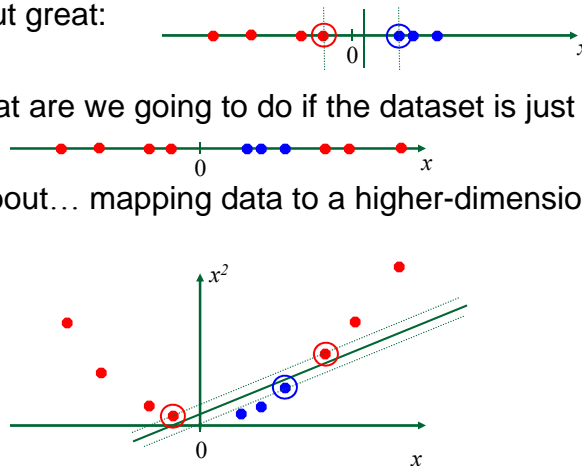 ut great:
0
x
at are we going to do if the dataset is just
0
x
bout… mapping data to a higher-dimensio
x²
0
x